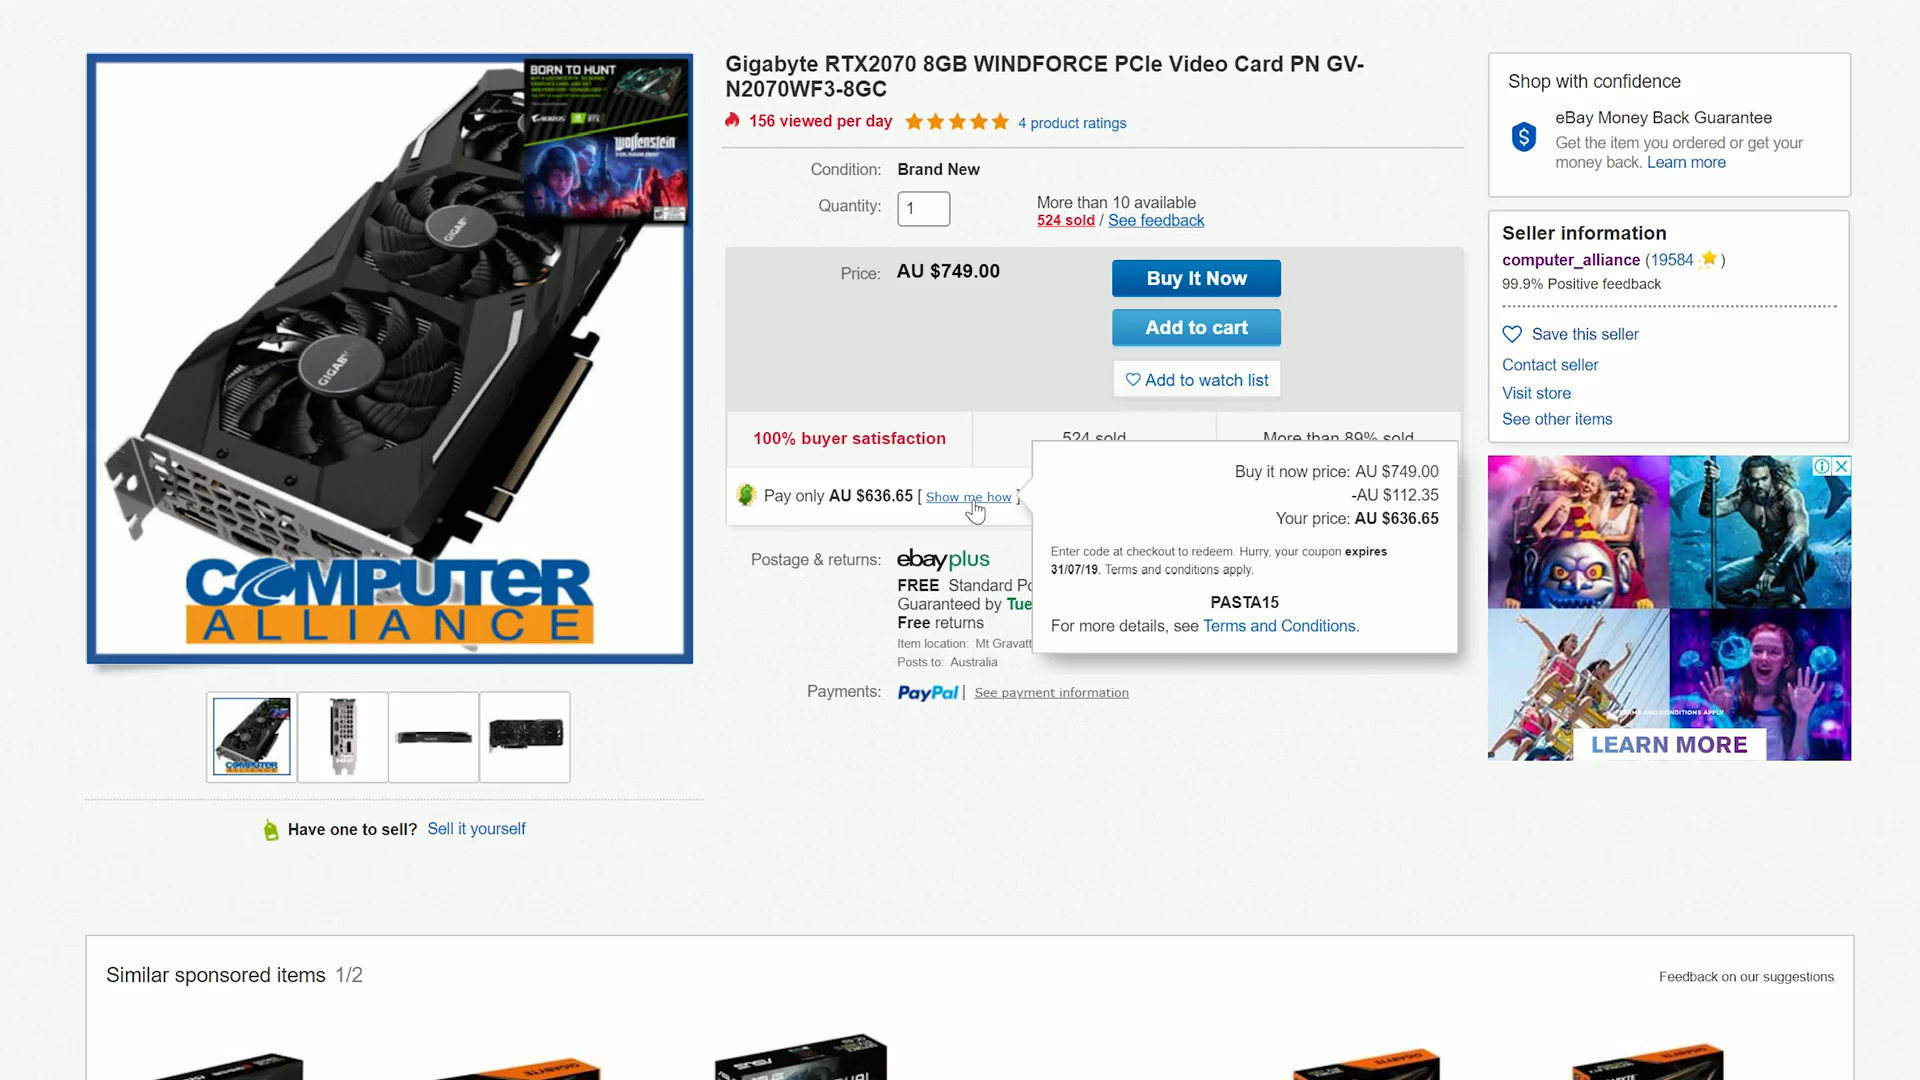 BORN TO HUNT
Wolfenstein
GIGABYTE
COMPUTER
ALLIANCE
Have one to sell? Sell it yourself
Gigabyte RTX2070 8GB WINDFORCE PCIe Video Card PN GV-
N2070WF3-8GC
156 viewed per day 4 product ratings
Condition: Brand New
Quantity: 1
More than 10 available
524 sold / See feedback
Price: AU $749.00
Buy It Now
Add to cart
Add to watch list
100% buyer satisfaction
524 sold
More than 89% sold
Pay only AU $636.65 [ Show me how ]
Buy it now price: AU $749.00
-AU $112.35
Your price: AU $636.65
Enter code at checkout to redeem. Hurry, your coupon expires
31/07/19. Terms and conditions apply.
PASTA15
For more details, see Terms and Conditions.
Postage & returns: ebayplus
FREE Standard
Guaranteed by Tue
Free returns
Item location: Mt Gravatt
Posts to: Australia
Payments: PayPal | See payment information
Shop with confidence
eBay Money Back Guarantee
Get the item you ordered or get your
money back. Learn more
$
Seller information
computer_alliance (19584 )
99.9% Positive feedback
Save this seller
Contact seller
Visit store
See other items
TERMS AND CONDITIONS APPLY
LEARN MORE
Similar sponsored items 1/2
Feedback on our suggestions
ASUS
GIGABYTE